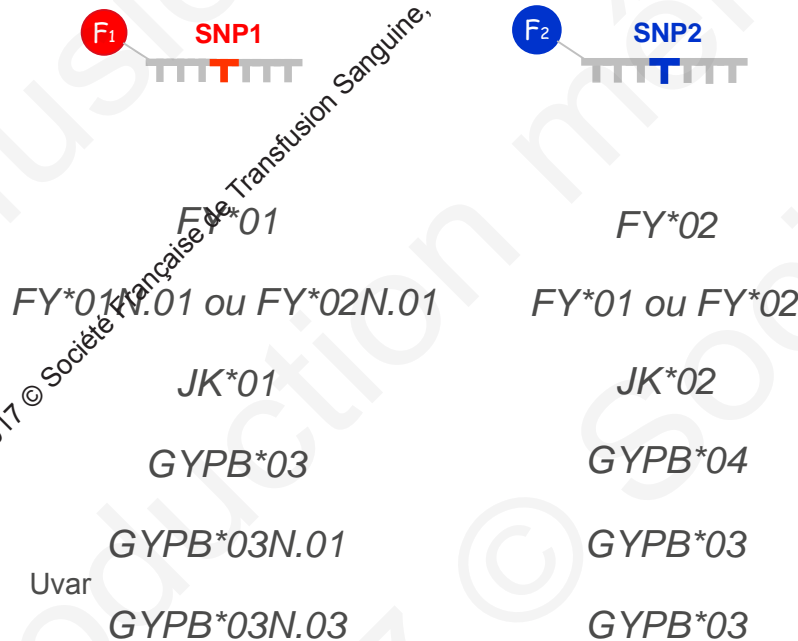 F1 SNP1 F2 SNP2
17 © Société Française de Transfusion Sanguine,
FY*01 FY*02
FY*01N.01 ou FY*02N.01 FY*01 ou FY*02
JK*01 JK*02
GYPB*03 GYPB*04
GYPB*03N.01 GYPB*03
Uvar
GYPB*03N.03 GYPB*03